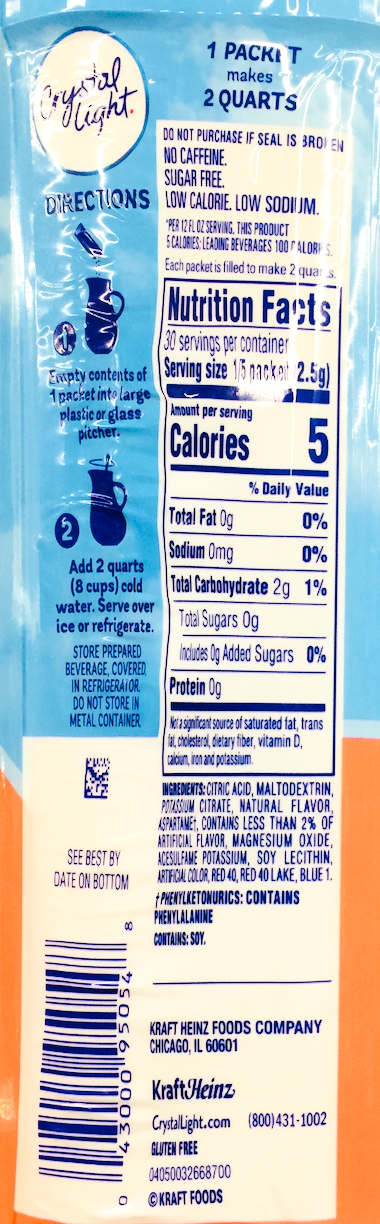 Crystal
Light.
1 PACKET
makes
2 QUARTS
DIRECTIONS
1
Empty contents of
1 packet into large
plastic or glass
pitcher.
2
Add 2 quarts
(8 cups) cold
water. Serve over
ice or refrigerate.
STORE PREPARED
BEVERAGE, COVERED,
IN REFRIGERATOR.
DO NOT STORE IN
METAL CONTAINER.
SEE BEST BY
DATE ON BOTTOM
DO NOT PURCHASE IF SEAL IS BROKEN
NO CAFFEINE.
SUGAR FREE.
LOW CALORIE. LOW SODIUM.
*PER 12 FL OZ SERVING, THIS PRODUCT
5 CALORIES; LEADING BEVERAGES 100 CALORIES.
Each packet is filled to make 2 quarts.
Nutrition Facts
30 servings per container
Serving size 1/5 packet 2.5g)
Amount per serving
Calories 5
% Daily Value
Total Fat 0g 0%
Sodium 0mg 0%
Total Carbohydrate 2g 1%
Total Sugars 0g
Includes 0g Added Sugars 0%
Protein 0g
Not a significant source of saturated fat, trans
fat, cholesterol, dietary fiber, vitamin D,
calcium, iron and potassium.
INGREDIENTS: CITRIC ACID, MALTODEXTRIN,
POTASSIUM CITRATE, NATURAL FLAVOR,
ASPARTAME†, CONTAINS LESS THAN 2% OF
ARTIFICIAL FLAVOR, MAGNESIUM OXIDE,
ACESULFAME POTASSIUM, SOY LECITHIN,
ARTIFICIAL COLOR, RED 40, RED 40 LAKE, BLUE 1.
† PHENYLKETONURICS: CONTAINS
PHENYLALANINE
CONTAINS: SOY.
KRAFT HEINZ FOODS COMPANY
CHICAGO, IL 60601
KraftHeinz
CrystalLight.com (800)431-1002
GLUTEN FREE
04050032668700
©KRAFT FOODS
0 43000 95054 8